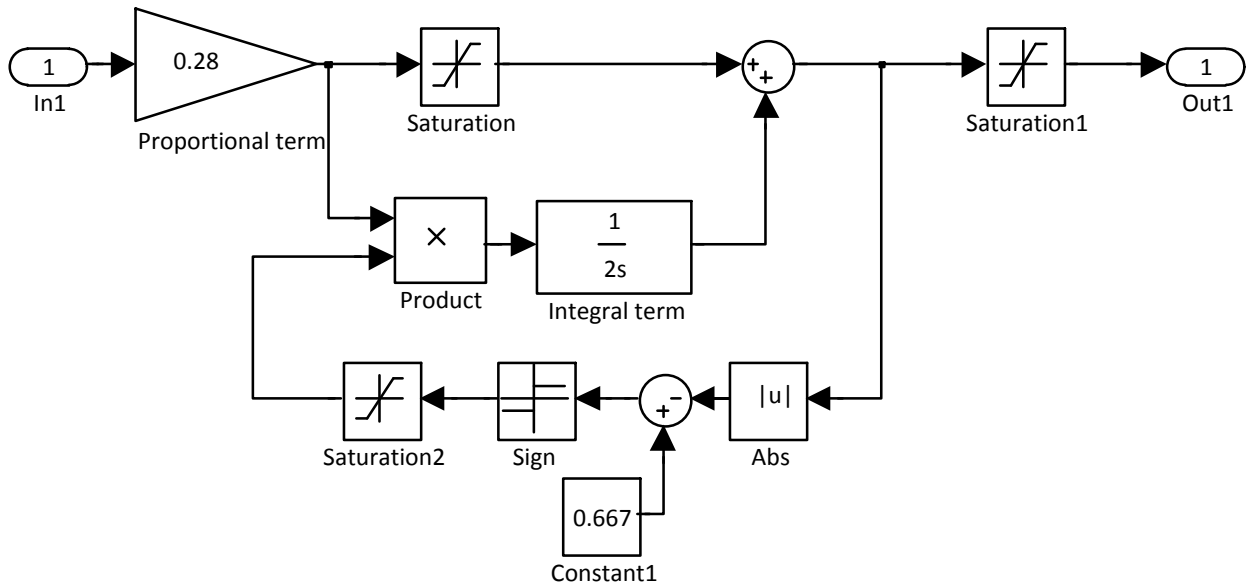 1
In1
0.28
Proportional term
Saturation
+
+
Saturation1
1
Out1
×
Product
1
2s
Integral term
Saturation2
Sign
−
+
|u|
Abs
0.667
Constant1